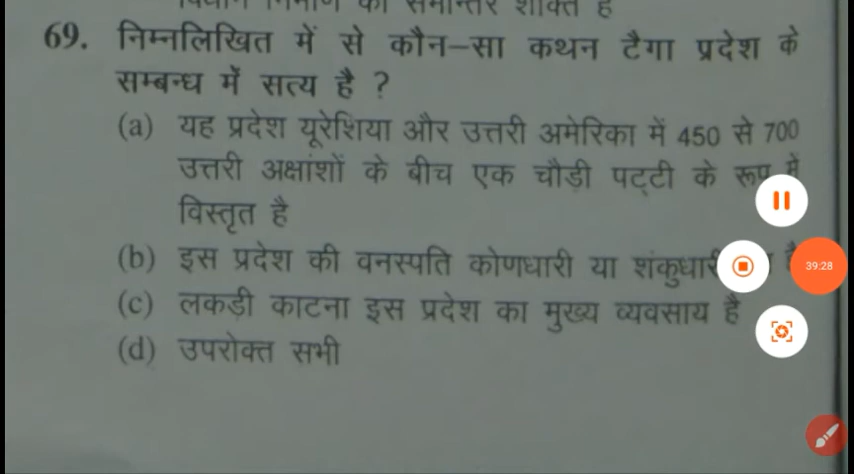 69. निम्नलिखित में से कौन-सा कथन टैगा प्रदेश के
सम्बन्ध में सत्य है ?
(a) यह प्रदेश यूरेशिया और उत्तरी अमेरिका में 450 से 700
उत्तरी अक्षांशों के बीच एक चौड़ी पट्टी के रूप में
विस्तृत है
(b) इस प्रदेश की वनस्पति कोणधारी या
39:28
(c) लकड़ी काटना इस प्रदेश का मुख्य व्यवसाय है
(d) उपरोक्त सभी